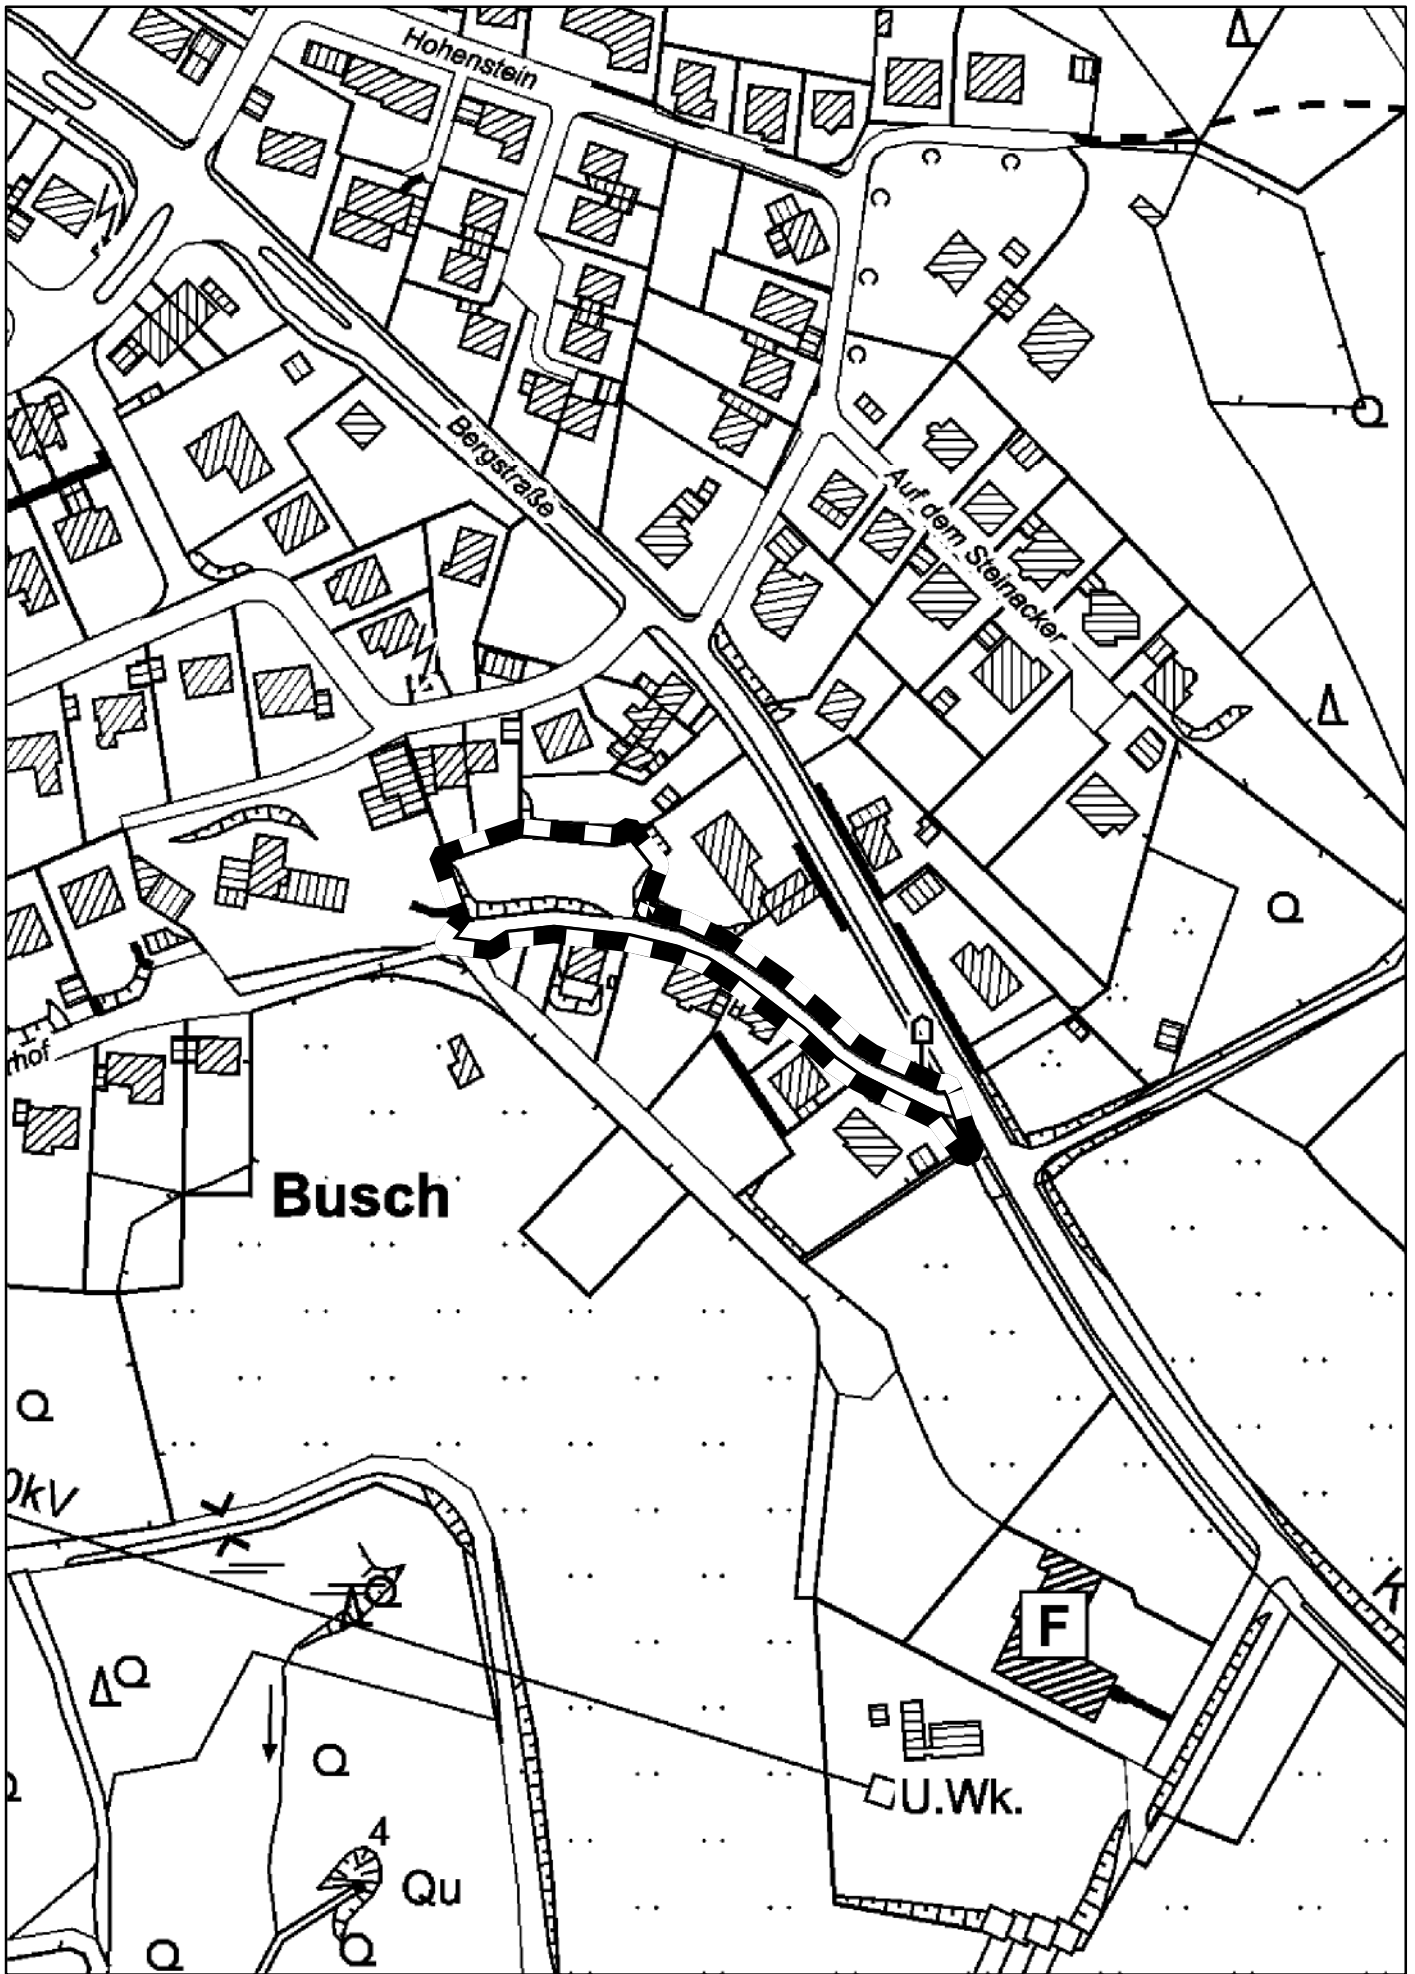 Hohenstein
Bergstraße
Auf dem Steinacker
rhof
Busch
0kV
F
U.Wk.
4
Qu
K